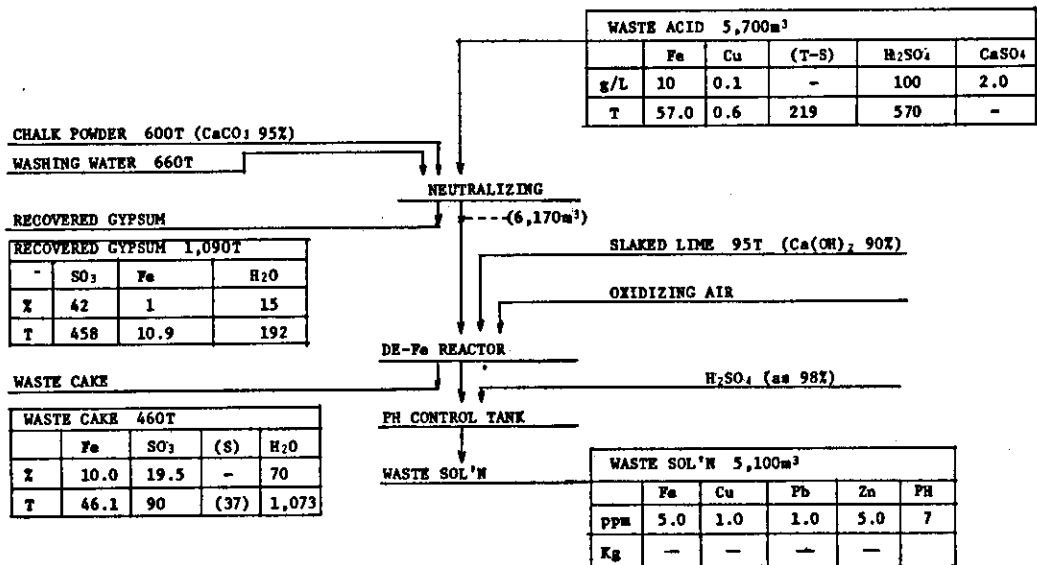 WASTE ACID 5,700m³
Fe Cu (T-S) H₂SO₄ CaSO₄
g/L 10 0.1 - 100 2.0
T 57.0 0.6 219 570 -
CHALK POWDER 600T (CaCO₃ 95%)
WASHING WATER 660T
NEUTRALIZING
RECOVERED GYPSUM
(6,170m³)
RECOVERED GYPSUM 1,090T
- SO₃ Fe H₂O
% 42 1 15
T 458 10.9 192
SLAKED LIME 95T (Ca(OH)₂ 90%)
OXIDIZING AIR
DE-Fe REACTOR
WASTE CAKE
H₂SO₄ (as 98%)
WASTE CAKE 460T
Fe SO₃ (S) H₂O
% 10.0 19.5 - 70
T 46.1 90 (37) 1,073
PH CONTROL TANK
WASTE SOL'N
WASTE SOL'N 5,100m³
Fe Cu Pb Zn PH
ppm 5.0 1.0 1.0 5.0 7
Kg — — — —